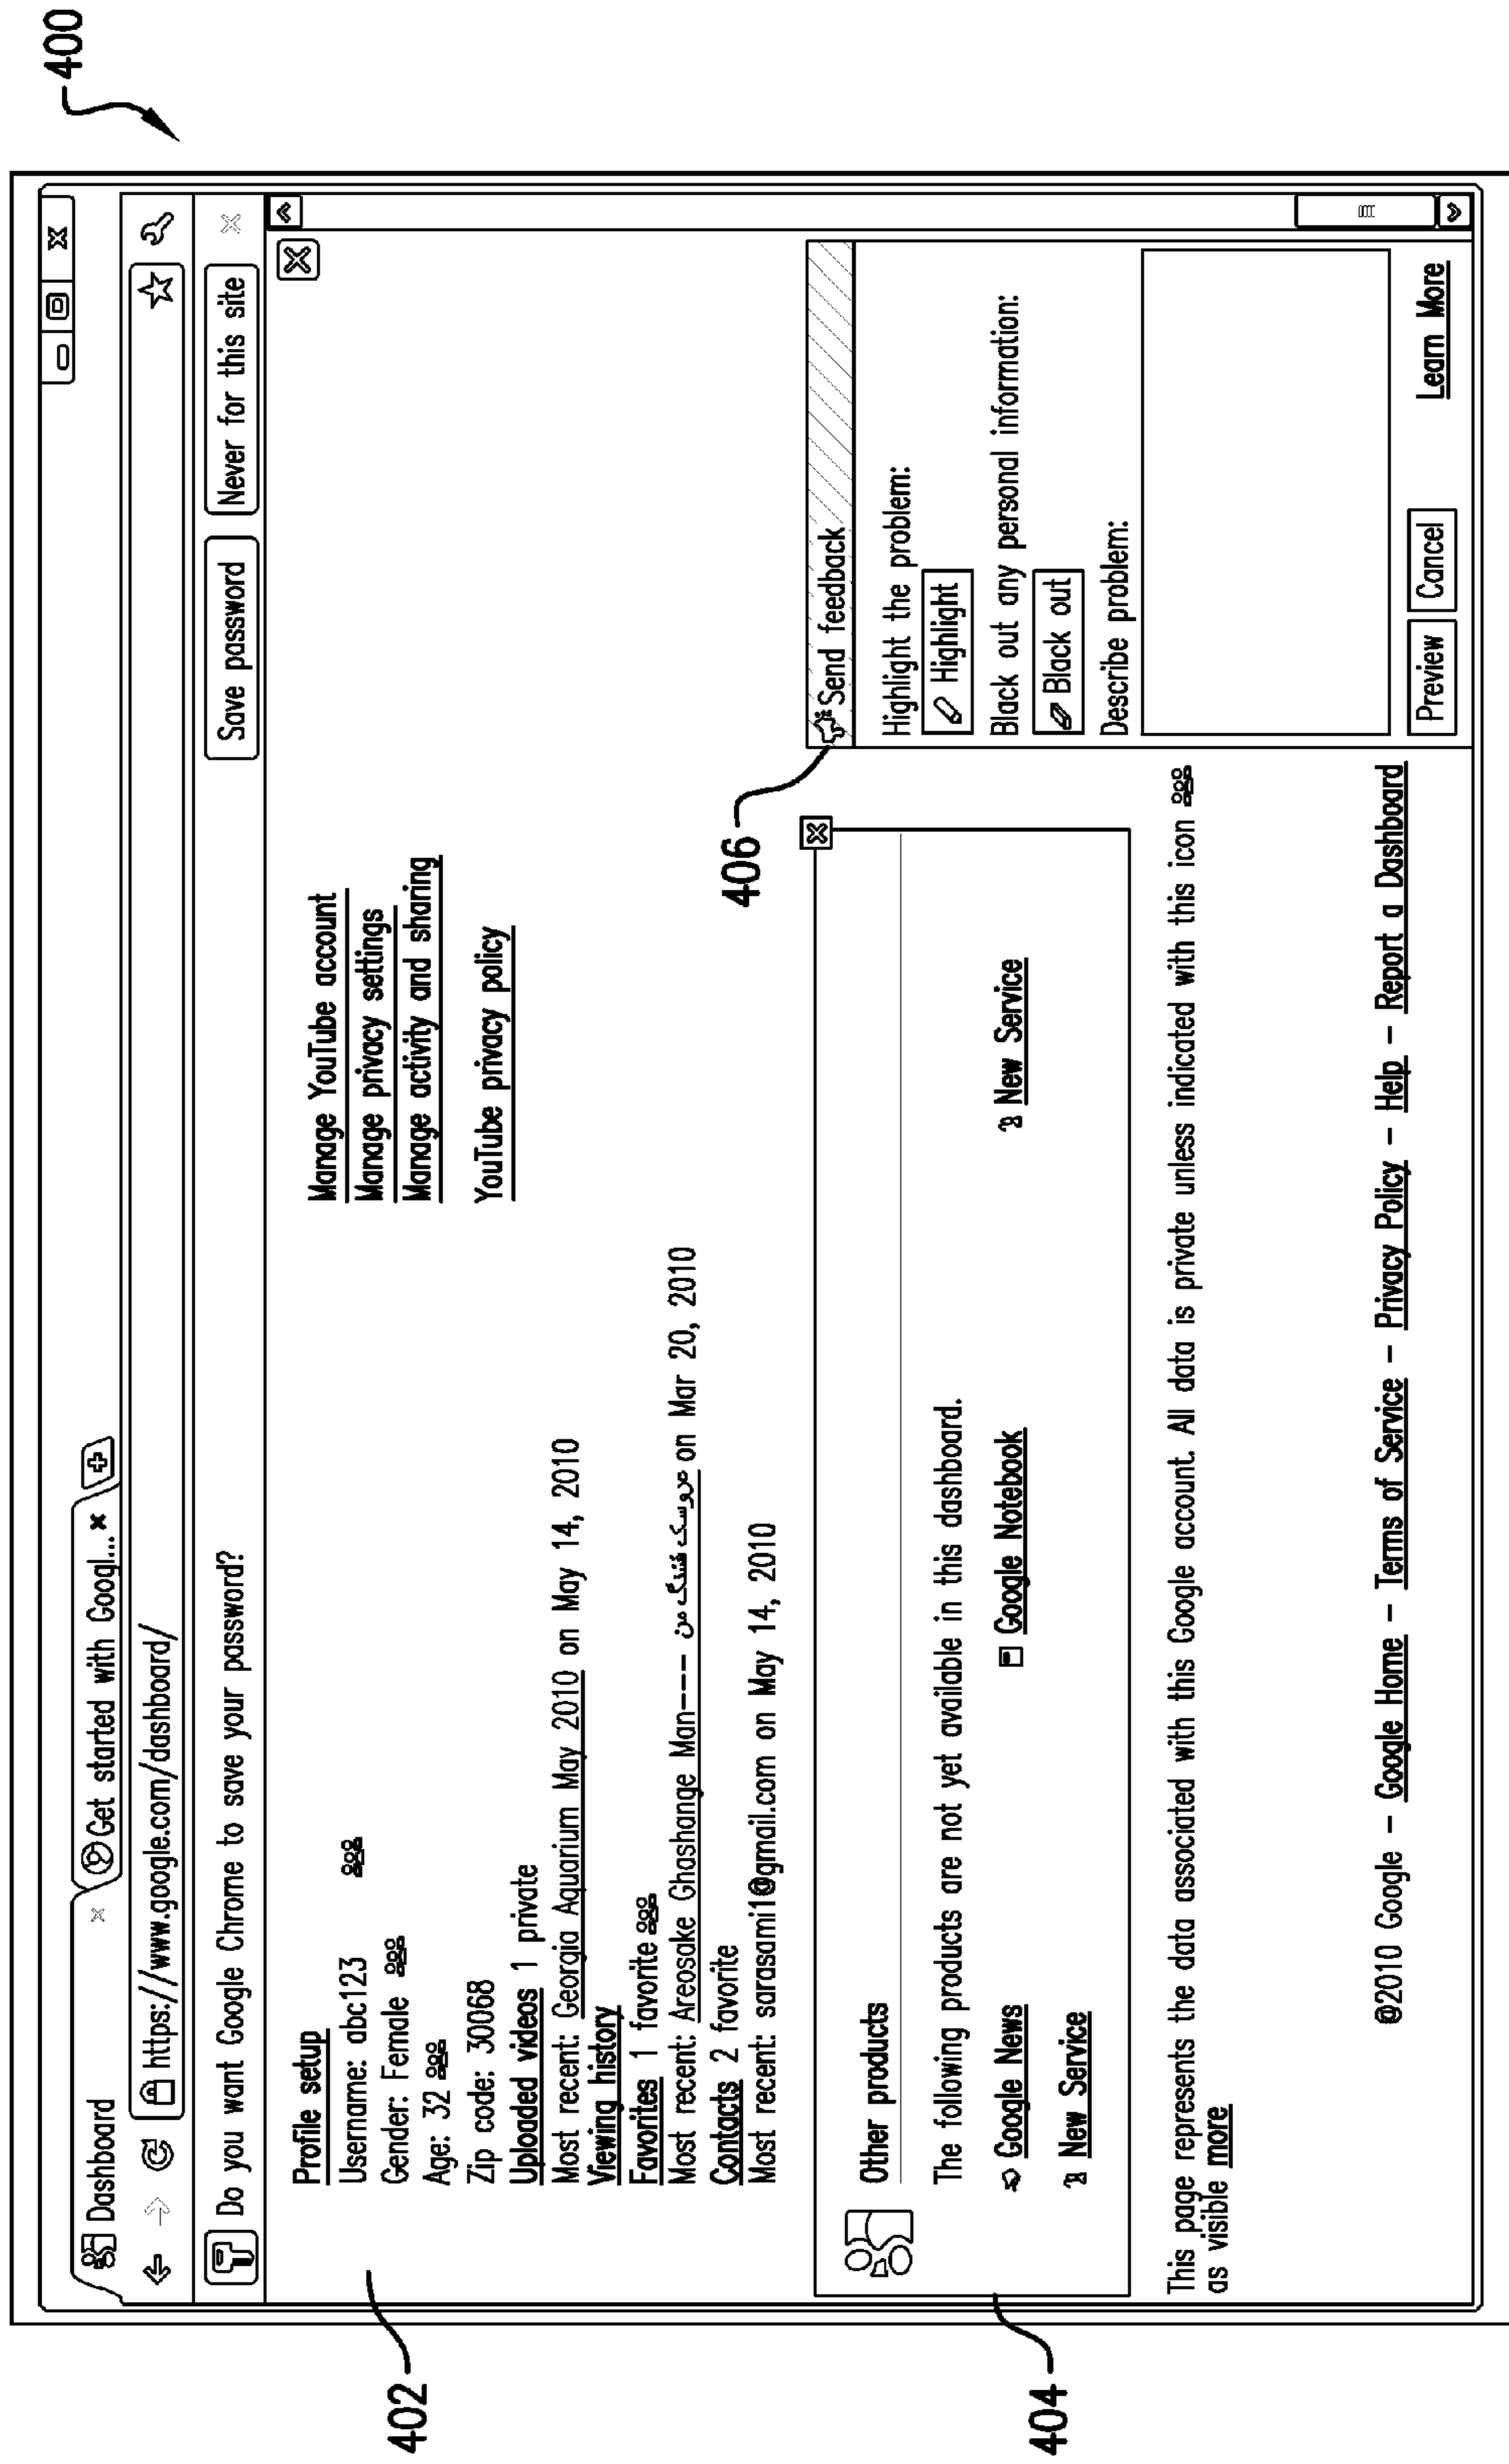 400
Dashboard
Get started with Googl...
https://www.google.com/dashboard/
Do you want Google Chrome to save your password?
Save password
Never for this site
402
Profile setup
Username: abc123
Gender: Female
Age: 32
Zip code: 30068
Uploaded videos 1 private
Most recent: Georgia Aquarium May 2010 on May 14, 2010
Viewing history
Favorites 1 favorite
Most recent: Areosake Ghashange Man--- عروسک قشنگ من on Mar 20, 2010
Contacts 2 favorite
Most recent: sarasami1@gmail.com on May 14, 2010
Manage YouTube account
Manage privacy settings
Manage activity and sharing
YouTube privacy policy
404
Other products
The following products are not yet available in this dashboard.
Google News
Google Notebook
New Service
New Service
406
Send feedback
Highlight the problem:
Highlight
Black out any personal information:
Black out
Describe problem:
Preview
Cancel
Learn More
This page represents the data associated with this Google account. All data is private unless indicated with this icon
as visible more
@2010 Google – Google Home – Terms of Service – Privacy Policy – Help – Report a Dashboard